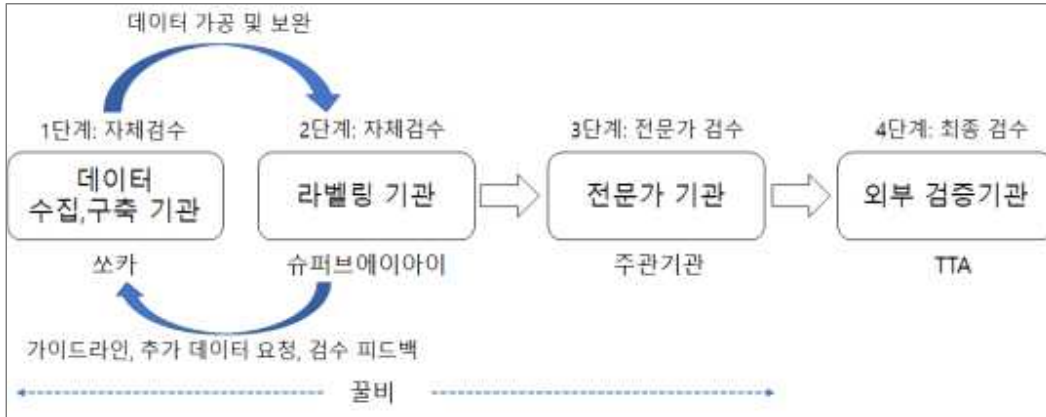 데이터 가공 및 보완
1단계: 자체검수
2단계: 자체검수
3단계: 전문가 검수
4단계: 최종 검수
데이터
수집,구축 기관
라벨링 기관
전문가 기관
외부 검증기관
쏘카
슈퍼브에이아이
주관기관
TTA
가이드라인, 추가 데이터 요청, 검수 피드백
꿀비